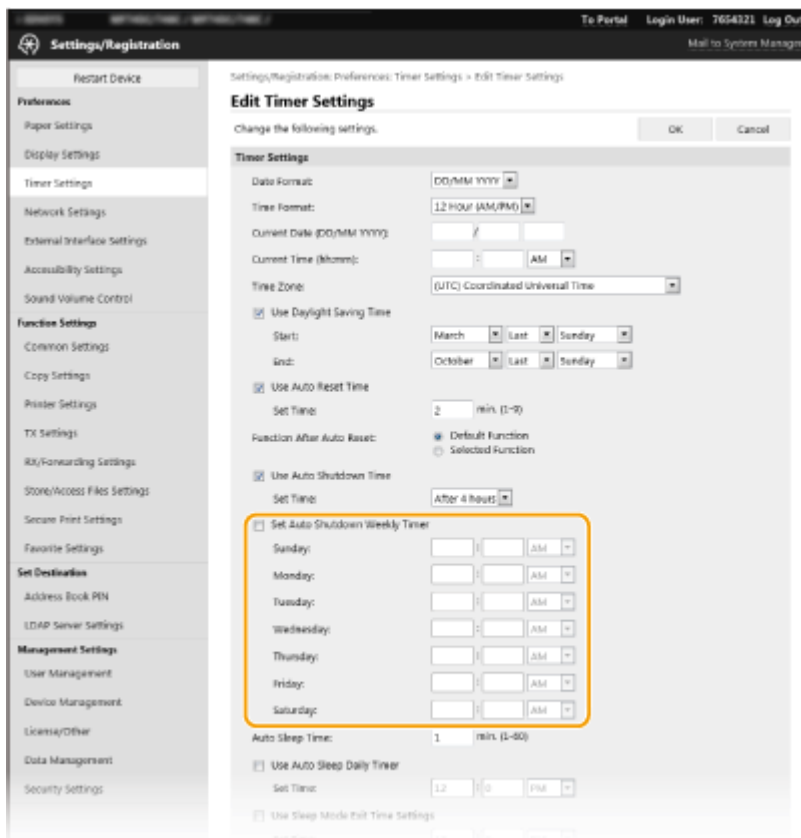 To Portal Login User: 7654321 Log Out
Settings/Registration
Mail to System Manager
Restart Device
Preferences
Paper Settings
Display Settings
Timer Settings
Network Settings
External Interface Settings
Accessibility Settings
Sound Volume Control
Function Settings
Common Settings
Copy Settings
Printer Settings
TX Settings
RX/Forwarding Settings
Store/Access Files Settings
Secure Print Settings
Favorite Settings
Set Destination
Address Book PIN
LDAP Server Settings
Management Settings
User Management
Device Management
License/Other
Data Management
Security Settings
Settings/Registration: Preferences: Timer Settings > Edit Timer Settings
Edit Timer Settings
Change the following settings.
OK Cancel
Timer Settings
Date Format: DD/MM YYYY
Time Format: 12 Hour (AM/PM)
Current Date (DD/MM YYYY): /
Current Time (hh:mm): : AM
Time Zone: (UTC) Coordinated Universal Time
Use Daylight Saving Time
Start: March Last Sunday
End: October Last Sunday
Use Auto Reset Time
Set Time: 2 min. (1-9)
Function After Auto Reset: Default Function
Selected Function
Use Auto Shutdown Time
Set Time: After 4 hours
Set Auto Shutdown Weekly Timer
Sunday: : AM
Monday: : AM
Tuesday: : AM
Wednesday: : AM
Thursday: : AM
Friday: : AM
Saturday: : AM
Auto Sleep Time: 1 min. (1-60)
Use Auto Sleep Daily Timer
Set Time: 12 : 0 PM
Use Sleep Mode Exit Time Settings